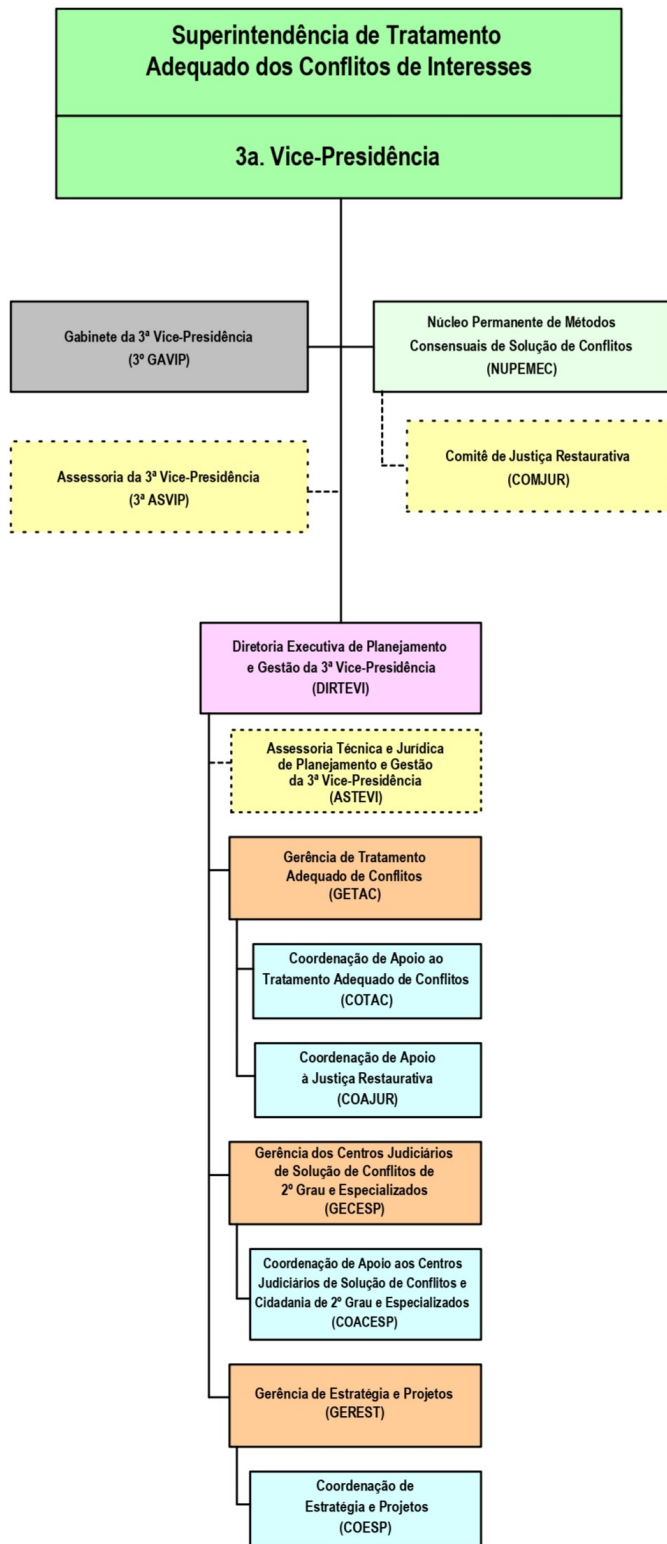 Superintendência de Tratamento
Adequado dos Conflitos de Interesses
3a. Vice-Presidência
Gabinete da 3ª Vice-Presidência
(3º GAVIP)
Núcleo Permanente de Métodos
Consensuais de Solução de Conflitos
(NUPEMEC)
Assessoria da 3ª Vice-Presidência
(3ª ASVIP)
Comitê de Justiça Restaurativa
(COMJUR)
Diretoria Executiva de Planejamento
e Gestão da 3ª Vice-Presidência
(DIRTEVI)
Assessoria Técnica e Jurídica
de Planejamento e Gestão
da 3ª Vice-Presidência
(ASTEVI)
Gerência de Tratamento
Adequado de Conflitos
(GETAC)
Coordenação de Apoio ao
Tratamento Adequado de Conflitos
(COTAC)
Coordenação de Apoio
à Justiça Restaurativa
(COAJUR)
Gerência dos Centros Judiciários
de Solução de Conflitos de
2º Grau e Especializados
(GECESP)
Coordenação de Apoio aos Centros
Judiciários de Solução de Conflitos e
Cidadania de 2º Grau e Especializados
(COACESP)
Gerência de Estratégia e Projetos
(GEREST)
Coordenação de
Estratégia e Projetos
(COESP)